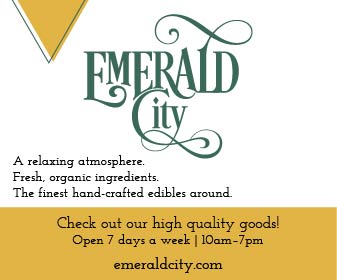 EMERALD
City
A relaxing atmosphere.
Fresh, organic ingredients.
The finest hand-crafted edibles around.
Check out our high quality goods!
Open 7 days a week | 10am-7pm
emeraldcity.com